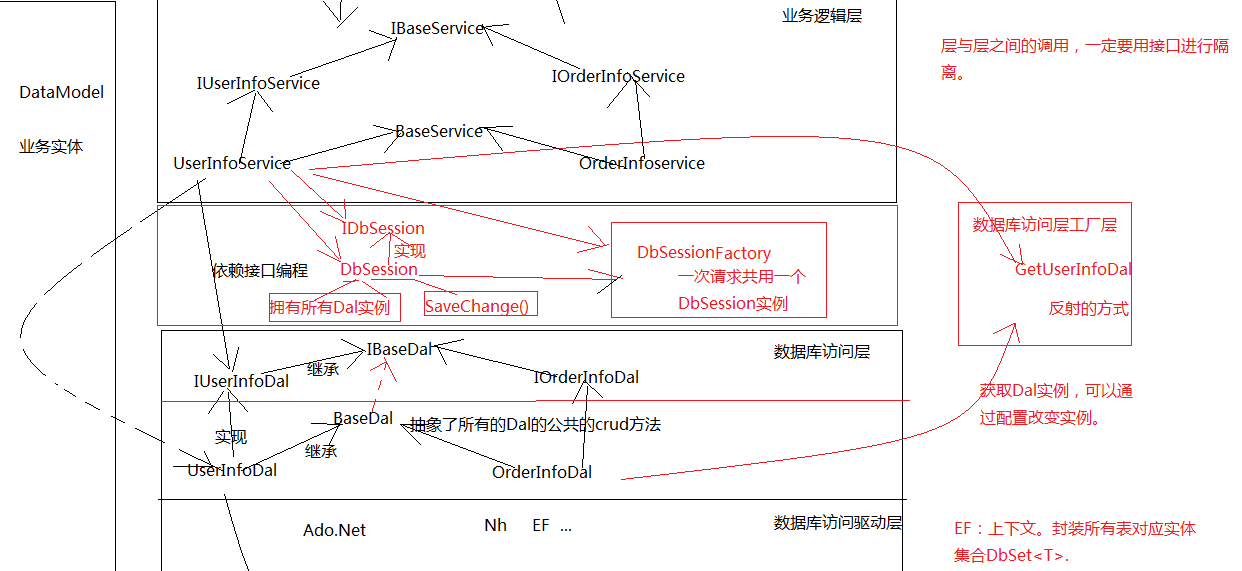 业务逻辑层
IBaseService
层与层之间的调用，一定要用接口进行隔
离。
IUserInfoService
IOrderInfoService
DataModel
业务实体
BaseService
UserInfoService
OrderInfoservice
IDbSession
实现
依赖接口编程
DbSession
拥有所有Dal实例
SaveChange()
DbSessionFactory
一次请求共用一个
DbSession实例
数据库访问层工厂层
GetUserInfoDal
反射的方式
IBaseDal
数据库访问层
继承
IUserInfoDal
IOrderInfoDal
获取Dal实例，可以通
过配置改变实例。
BaseDal
抽象了所有的Dal的公共的crud方法
实现
继承
UserInfoDal
OrderInfoDal
Ado.Net
Nh
EF
...
数据库访问驱动层
EF：上下文。封装所有表对应实体
集合DbSet<T>.